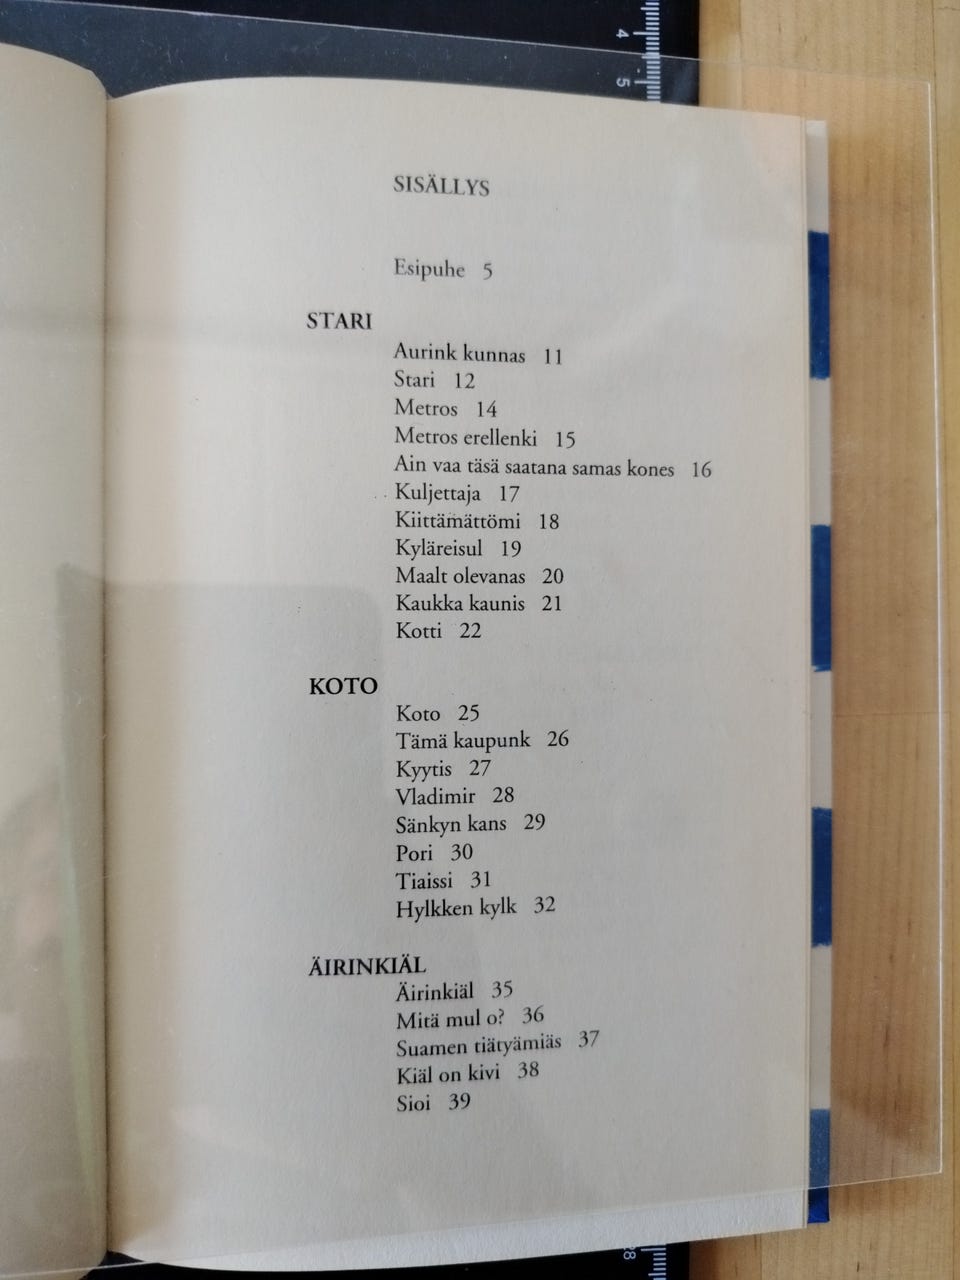 4
5
SISÄLLYS
Esipuhe 5
STARI
Aurink kunnas 11
Stari 12
Metros 14
Metros erellenki 15
Ain vaa täsä saatana samas kones 16
Kuljettaja 17
Kiittämättömi 18
Kyläreisul 19
Maalt olevanas 20
Kaukka kaunis 21
Kotti 22
KOTO
Koto 25
Tämä kaupunk 26
Kyytis 27
Vladimir 28
Sänkyn kans 29
Pori 30
Tiaissi 31
Hylkken kylk 32
ÄIRINKIÄL
Äirinkiäl 35
Mitä mul o? 36
Suamen tiätyämiäs 37
Kiäl on kivi 38
Sioi 39
28